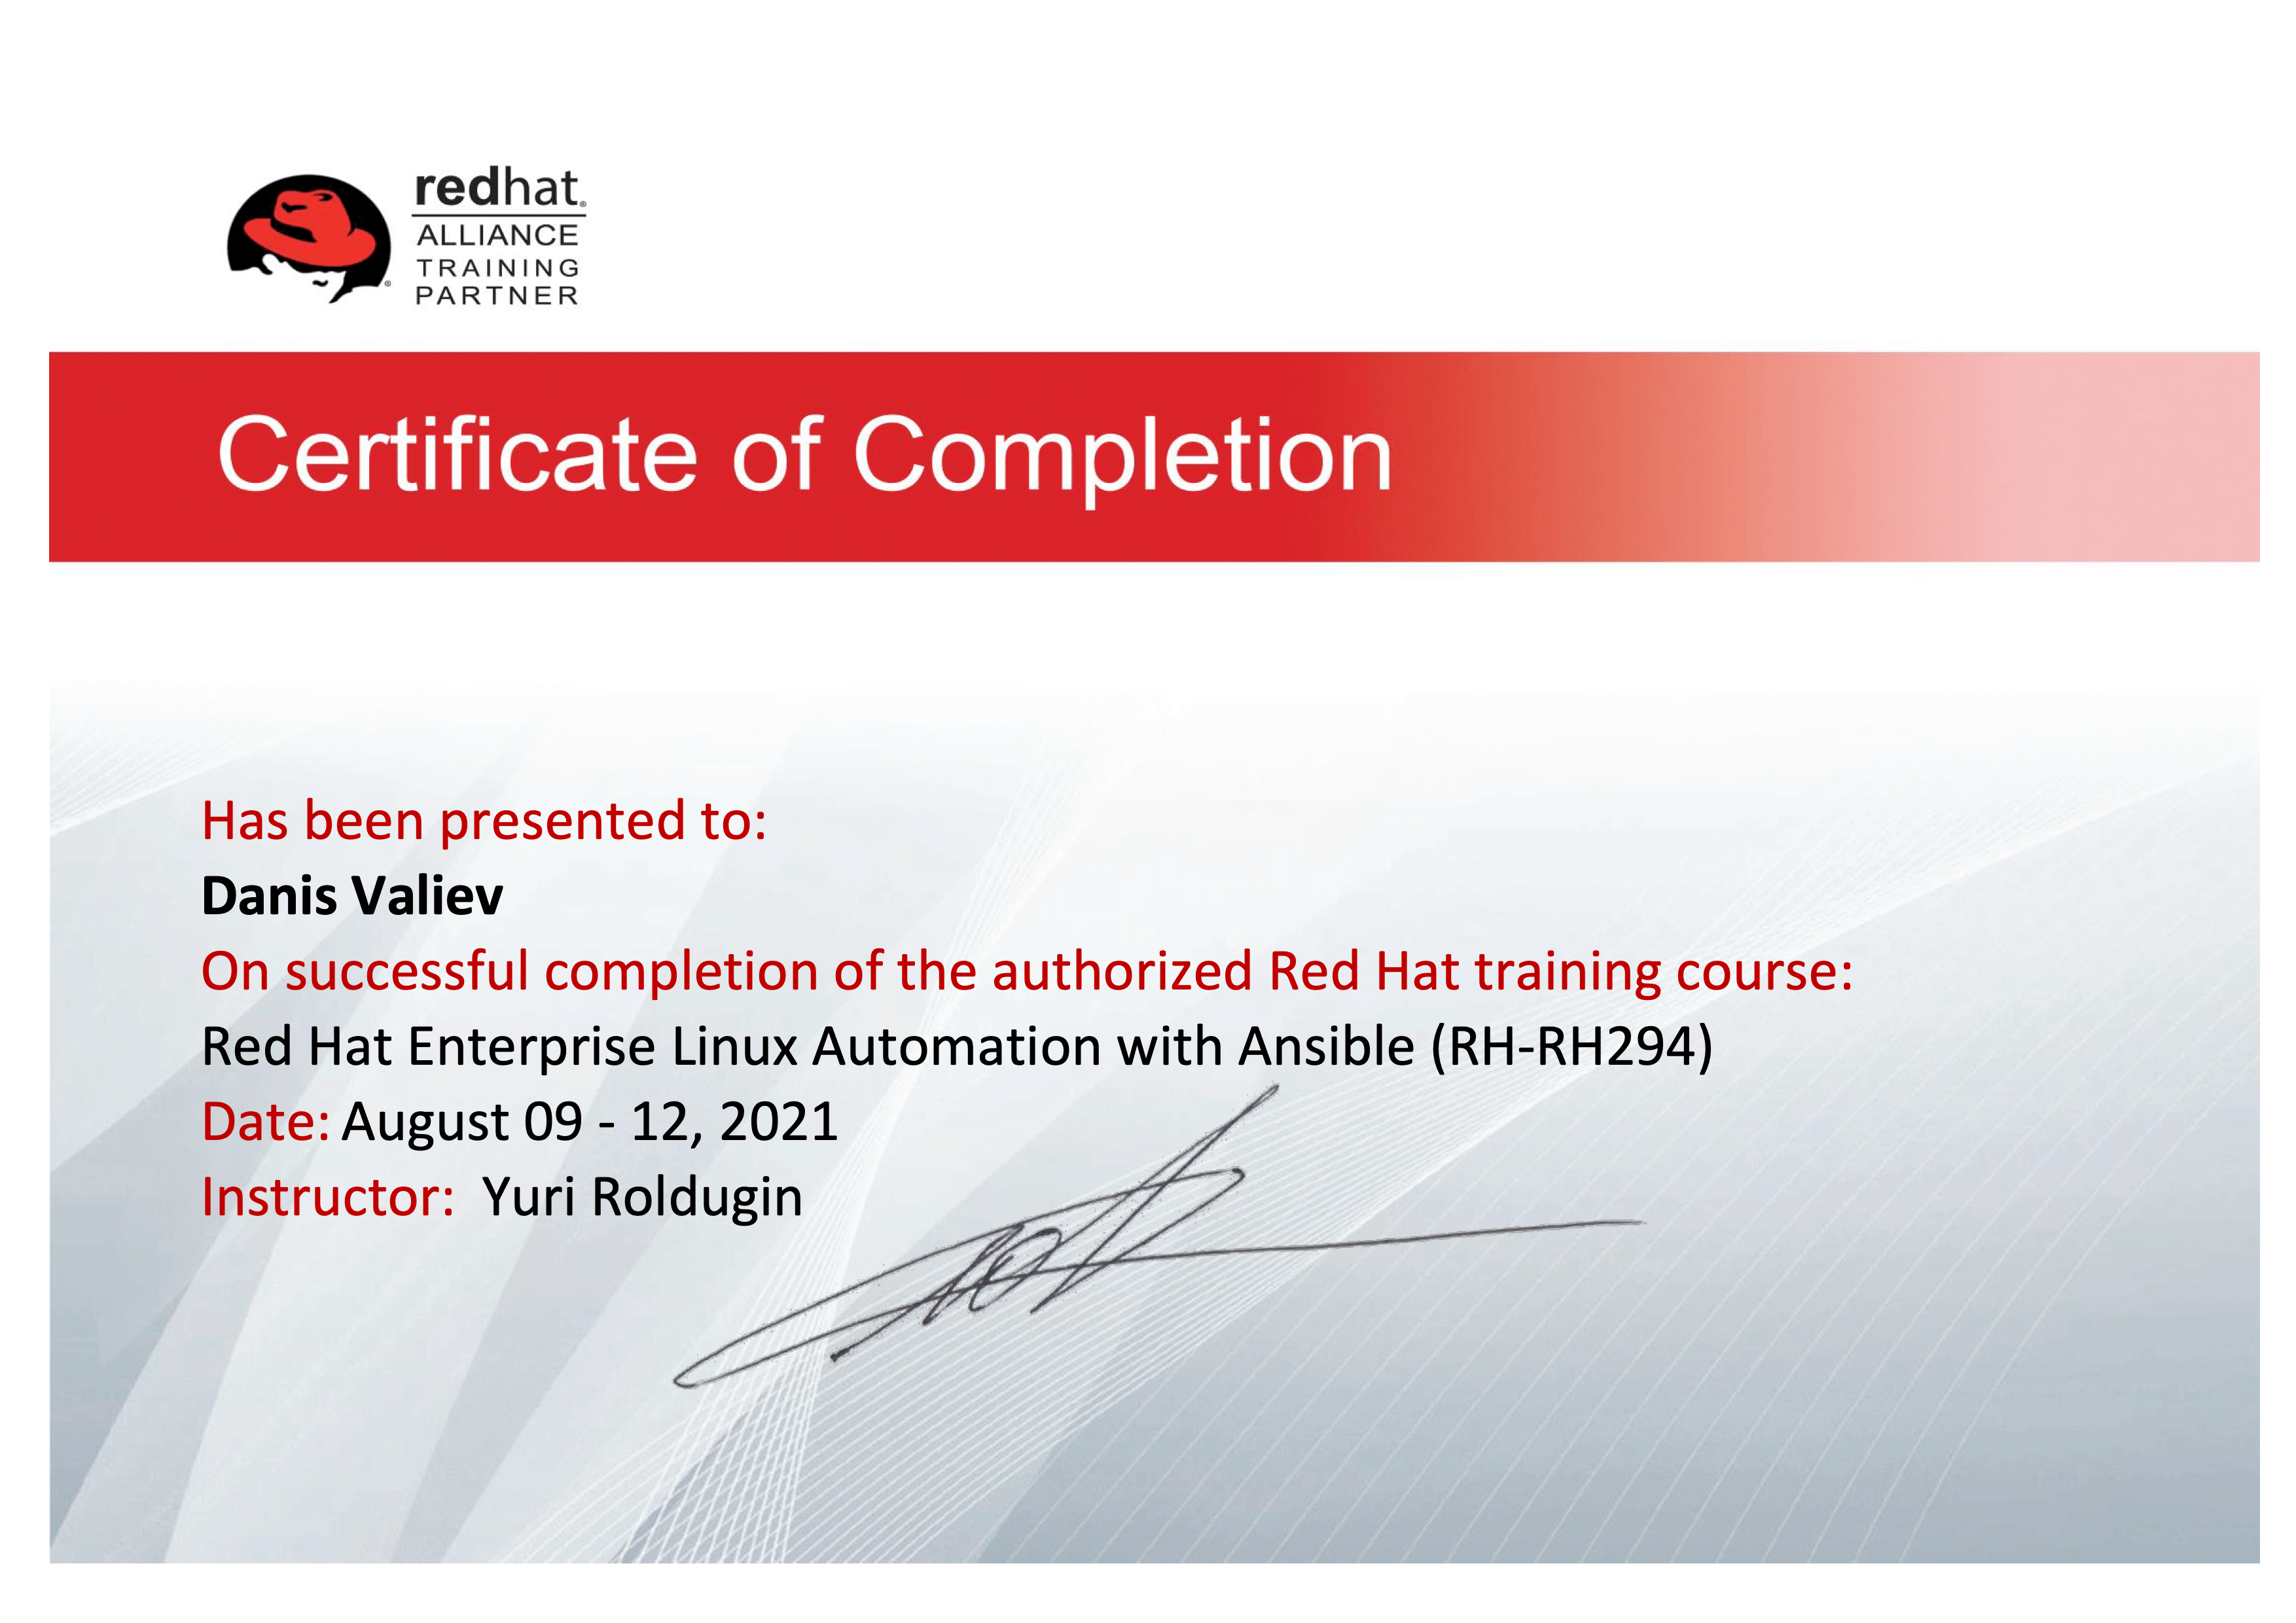 redhat®
ALLIANCE
TRAINING
PARTNER
Certificate of Completion
Has been presented to:
Danis Valiev
On successful completion of the authorized Red Hat training course:
Red Hat Enterprise Linux Automation with Ansible (RH-RH294)
Date: August 09 - 12, 2021
Instructor: Yuri Roldugin